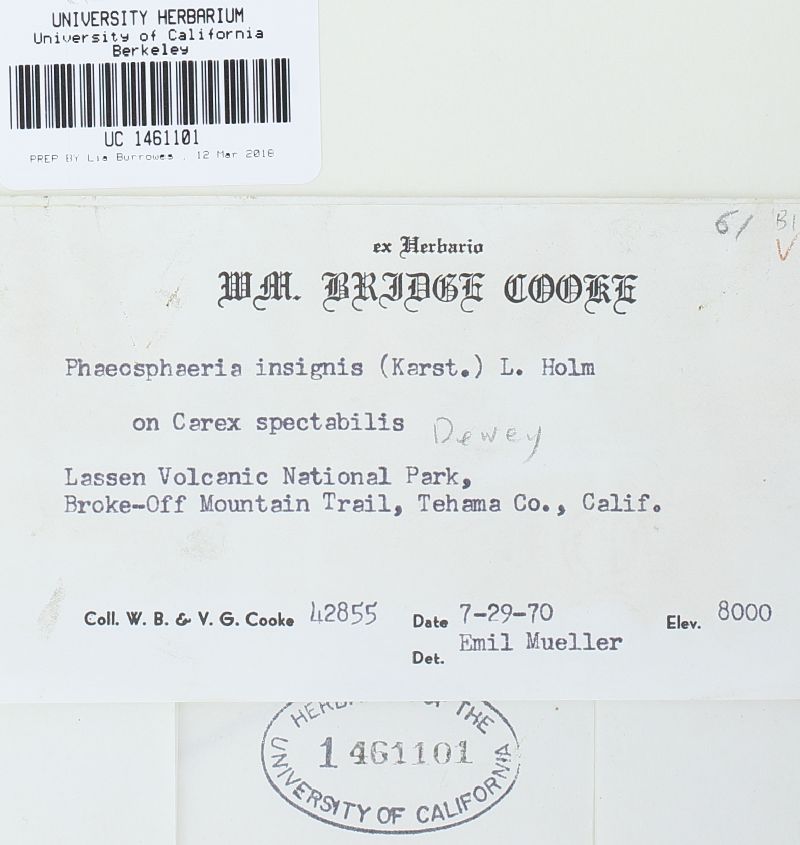 UNIVERSITY HERBARIUM
University of California
Berkeley
UC 1461101
PREP BY Lia Burrowes , 12 Mar 2018
61 BI
V
ex Herbario
WM. BRIDGE COOKE
Phaeosphaeria insignis (Karst.) L. Holm
on Carex spectabilis Dewey
Lassen Volcanic National Park,
Broke-Off Mountain Trail, Tehama Co., Calif.
Coll. W. B. & V. G. Cooke 42855 Date 7-29-70 Elev. 8000
Det. Emil Mueller
THE
1461101
UNIVERSITY OF CALIFORNIA